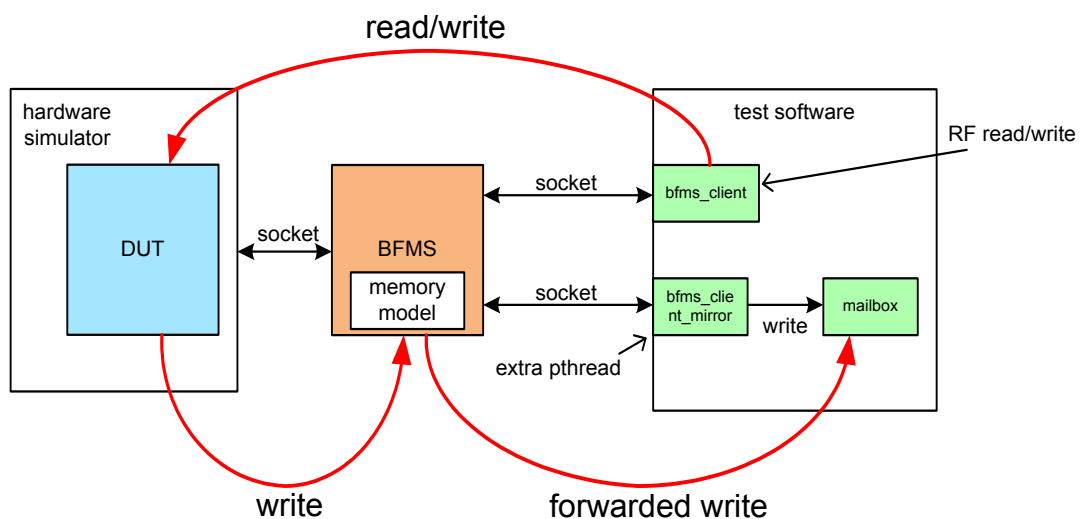 read/write
hardware
simulator
test software
RF read/write
socket
bfms_client
DUT
socket
BFMS
memory
model
socket
bfms_clie
nt_mirror
write
mailbox
extra pthread
write
forwarded write